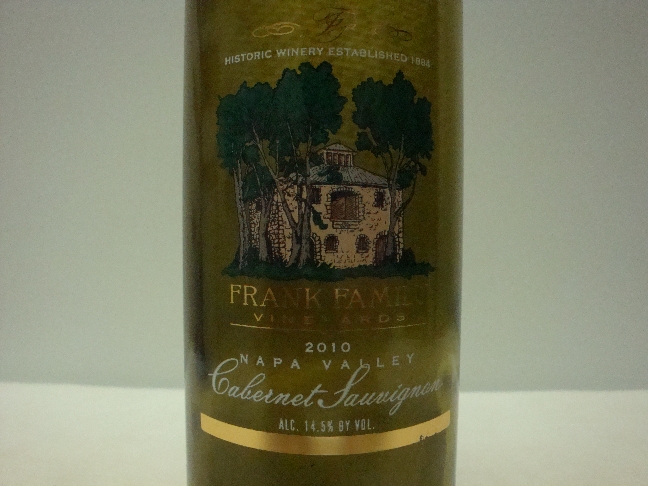 HISTORIC WINERY ESTABLISHED 1884
FRANK FAMILY
VINEYARDS
2010
NAPA VALLEY
Cabernet Sauvignon
ALC. 14.5% BY VOL.